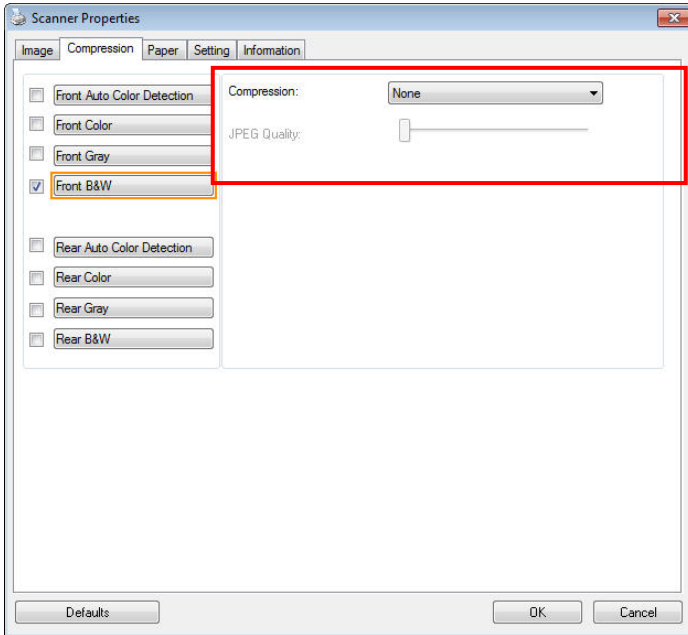 Scanner Properties
Image Compression Paper Setting Information
Front Auto Color Detection
Front Color
Front Gray
Front B&W
Rear Auto Color Detection
Rear Color
Rear Gray
Rear B&W
Compression: None
JPEG Quality:
Defaults OK Cancel